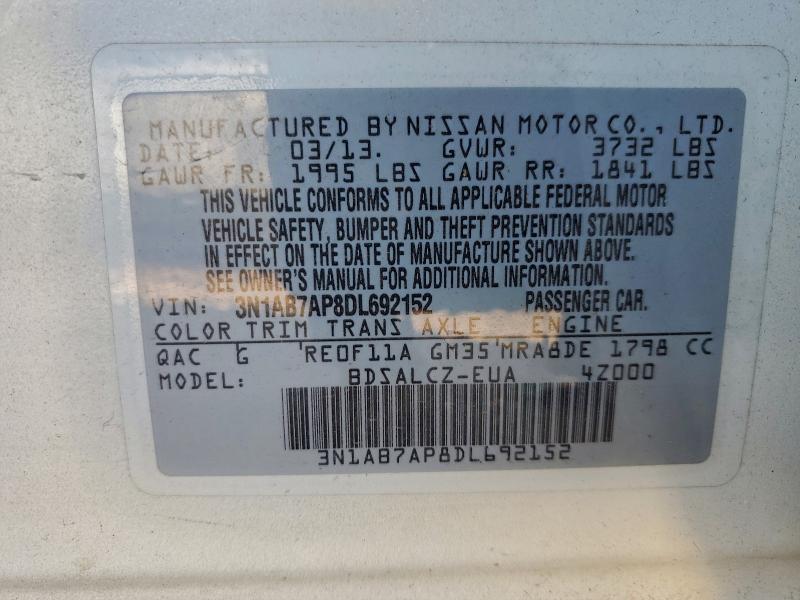 MANUFACTURED BY NISSAN MOTOR CO., LTD.
DATE: 03/13. GVWR: 3732 LBS
GAWR FR: 1995 LBS GAWR RR: 1841 LBS
THIS VEHICLE CONFORMS TO ALL APPLICABLE FEDERAL MOTOR
VEHICLE SAFETY, BUMPER AND THEFT PREVENTION STANDARDS
IN EFFECT ON THE DATE OF MANUFACTURE SHOWN ABOVE.
SEE OWNER'S MANUAL FOR ADDITIONAL INFORMATION.
VIN: 3N1AB7AP8DL692152 PASSENGER CAR.
COLOR TRIM TRANS AXLE ENGINE
QAC G RE0F11A GM35 MRA8DE 1798 CC
MODEL: BDSALCZ-EUA 4Z000
3N1AB7AP8DL692152